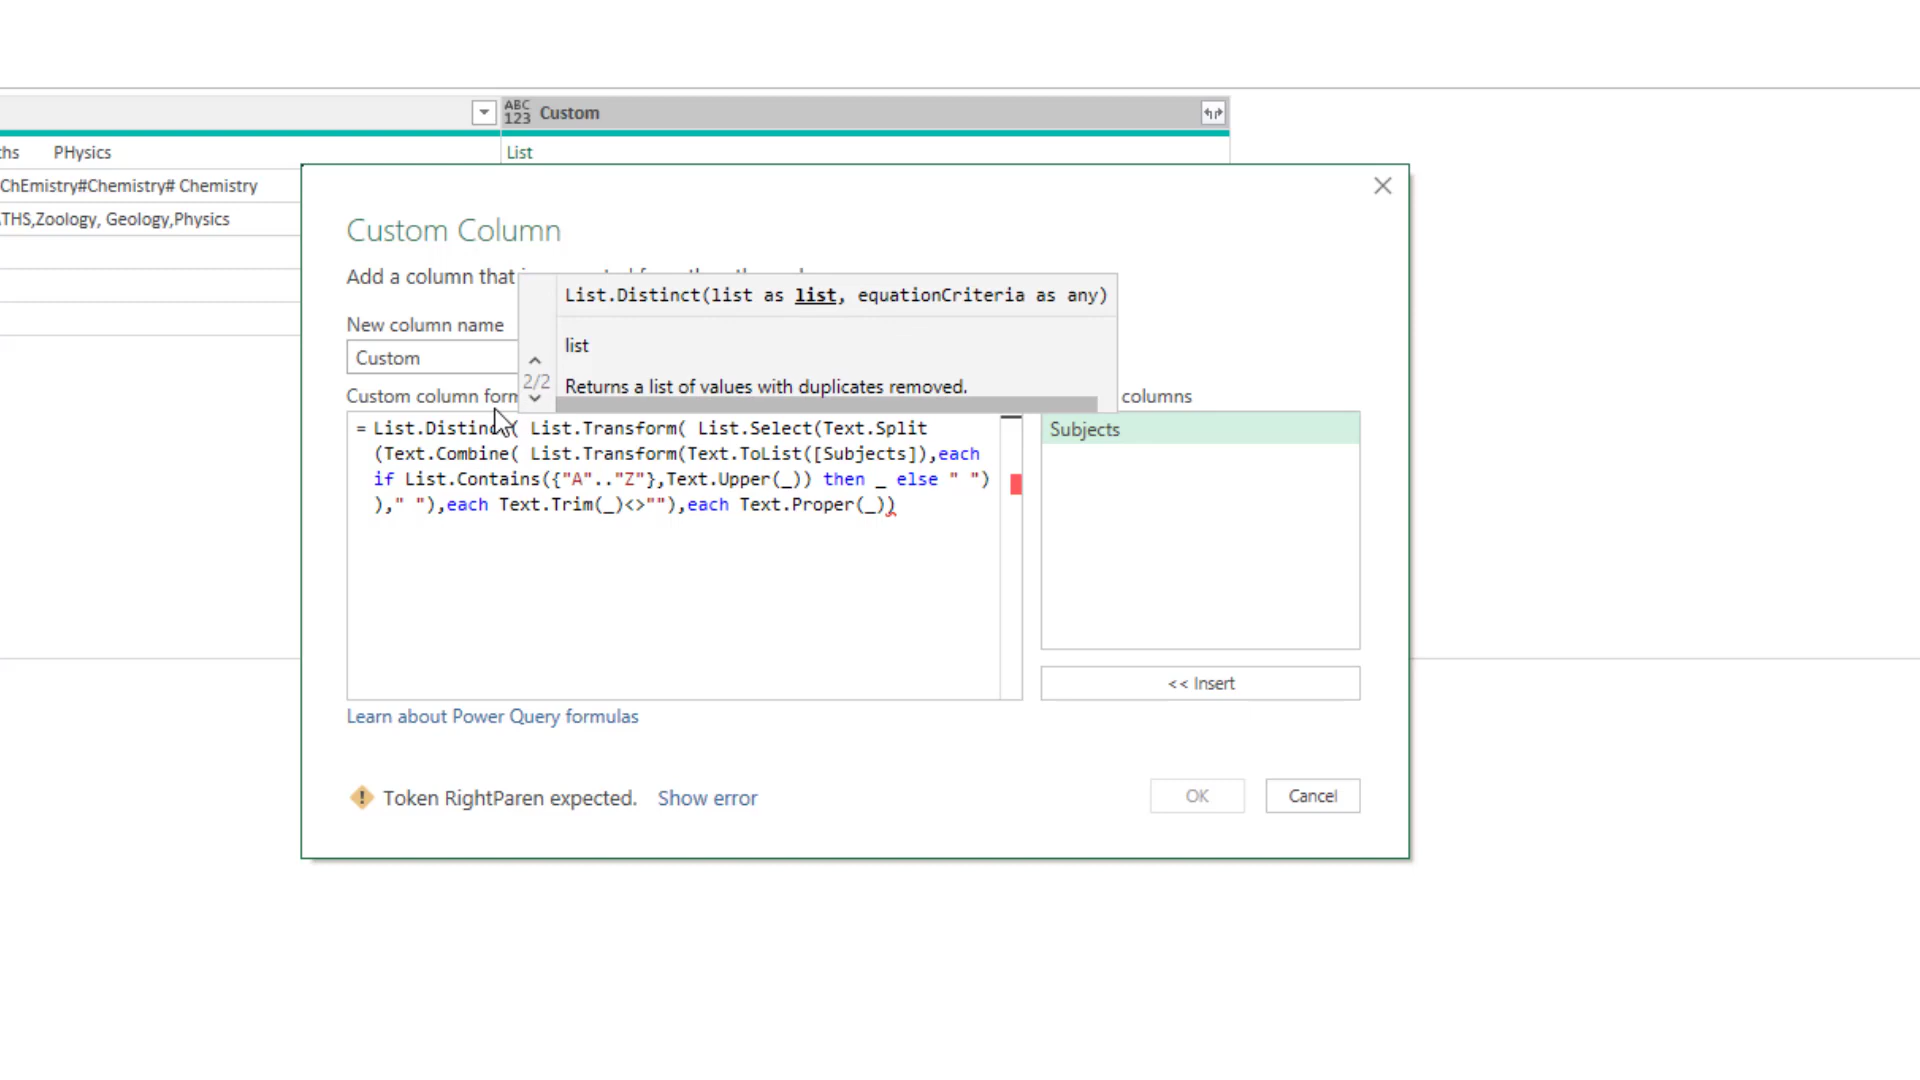 ABC
123 Custom
ths PHysics List
ChEmistry#Chemistry# Chemistry
THS,Zoology, Geology,Physics
Custom Column
Add a column that
List.Distinct(list as list, equationCriteria as any)
New column name
list
Custom
2/2
Returns a list of values with duplicates removed.
Custom column form
columns
= List.Distinct( List.Transform( List.Select(Text.Split
(Text.Combine( List.Transform(Text.ToList([Subjects]),each
if List.Contains({"A".."Z"},Text.Upper(_)) then _ else " ")
)," "),each Text.Trim(_)<>""),each Text.Proper(_))
Subjects
<< Insert
Learn about Power Query formulas
Token RightParen expected. Show error
OK
Cancel